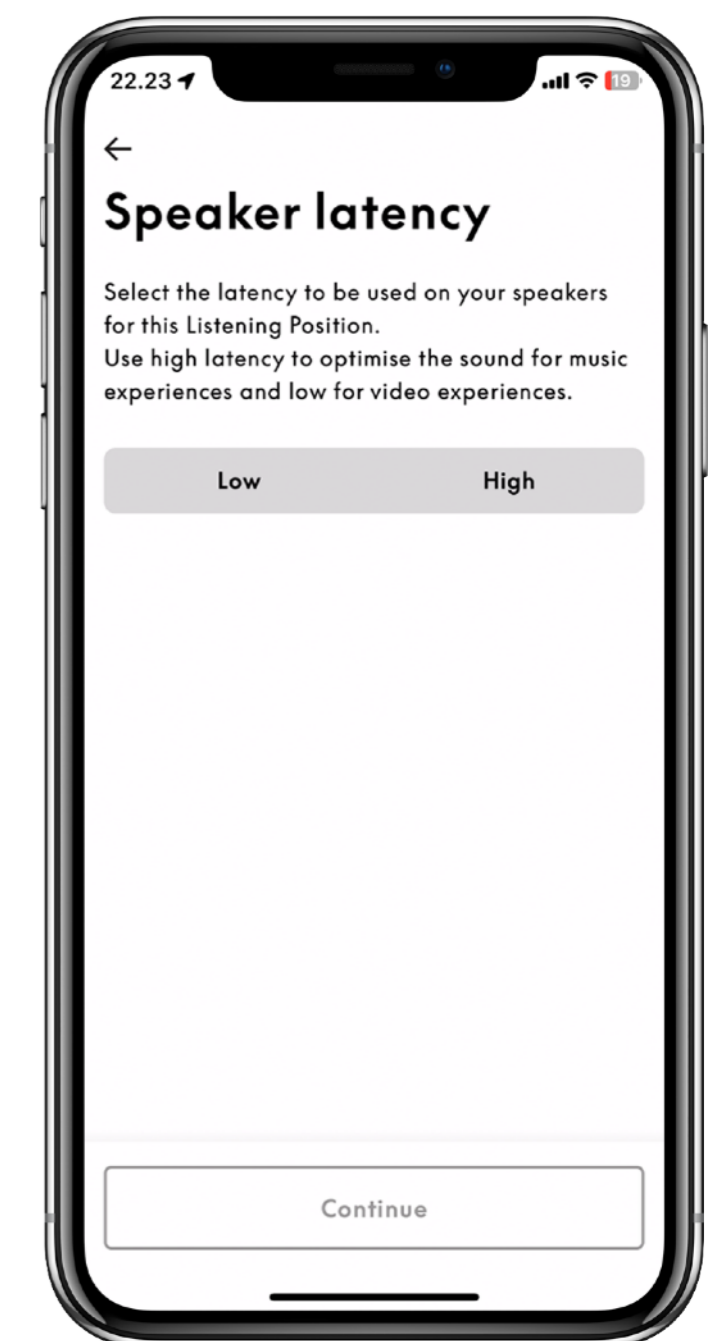 22.23
19
Speaker latency
Select the latency to be used on your speakers
for this Listening Position.
Use high latency to optimise the sound for music
experiences and low for video experiences.
Low High
Continue